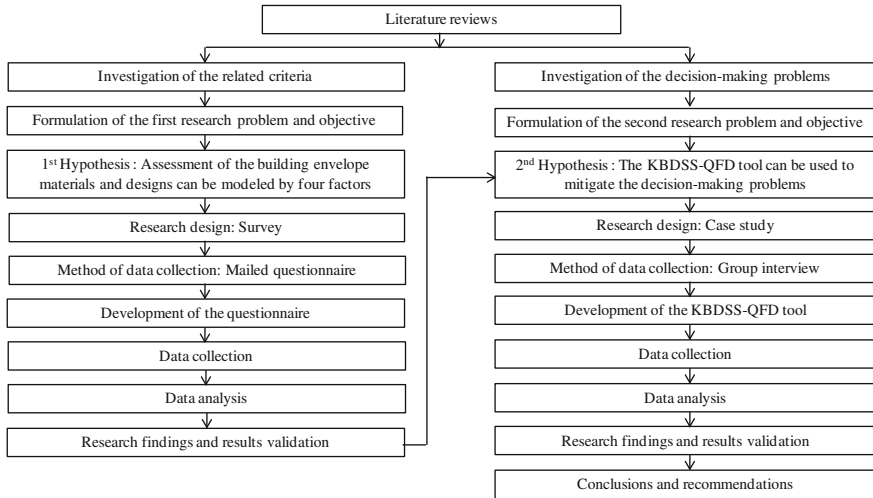 Literature reviews
Investigation of the related criteria
Formulation of the first research problem and objective
1st Hypothesis : Assessment of the building envelope
materials and designs can be modeled by four factors
Research design: Survey
Method of data collection: Mailed questionnaire
Development of the questionnaire
Data collection
Data analysis
Research findings and results validation
Investigation of the decision-making problems
Formulation of the second research problem and objective
2nd Hypothesis : The KBDSS-QFD tool can be used to
mitigate the decision-making problems
Research design: Case study
Method of data collection: Group interview
Development of the KBDSS-QFD tool
Data collection
Data analysis
Research findings and results validation
Conclusions and recommendations